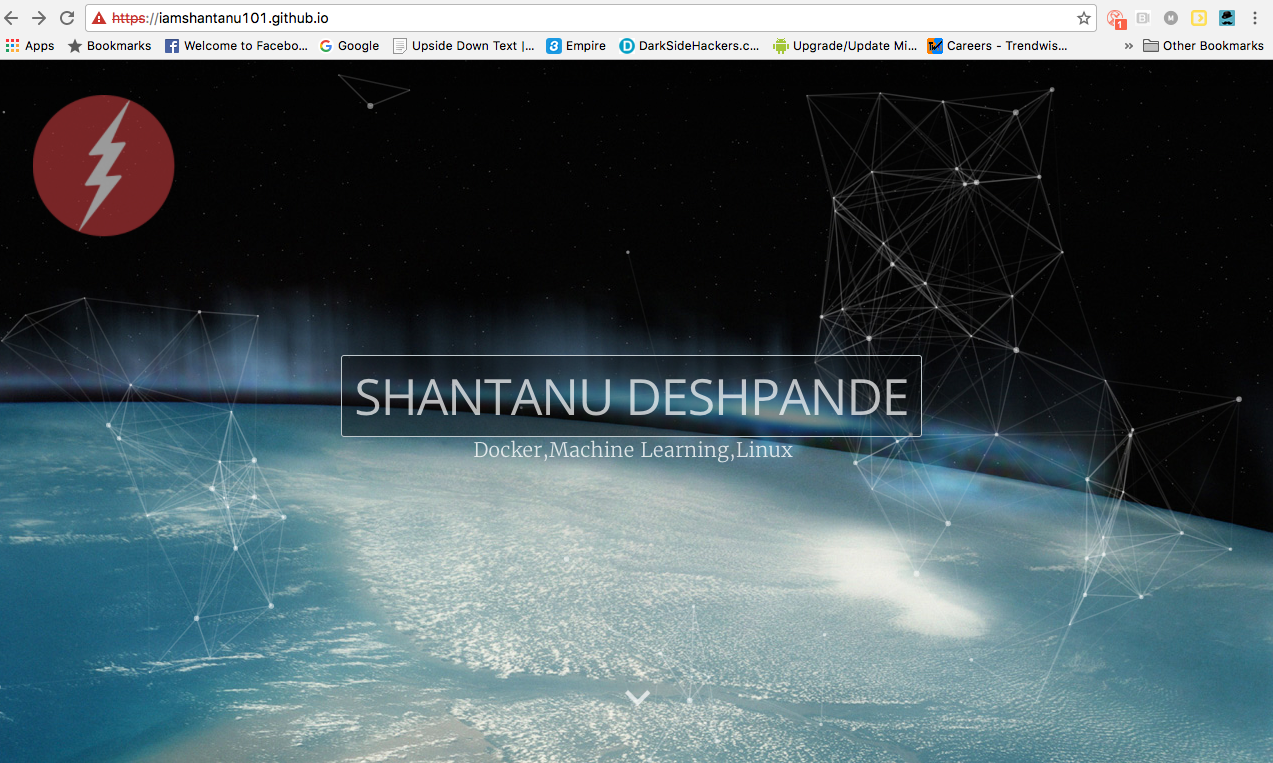 https://iamshantanu101.github.io
1
Apps Bookmarks Welcome to Facebo... Google Upside Down Text |... Empire DarkSideHackers.c... Upgrade/Update Mi... Careers - Trendwis... » Other Bookmarks
SHANTANU DESHPANDE
Docker,Machine Learning,Linux